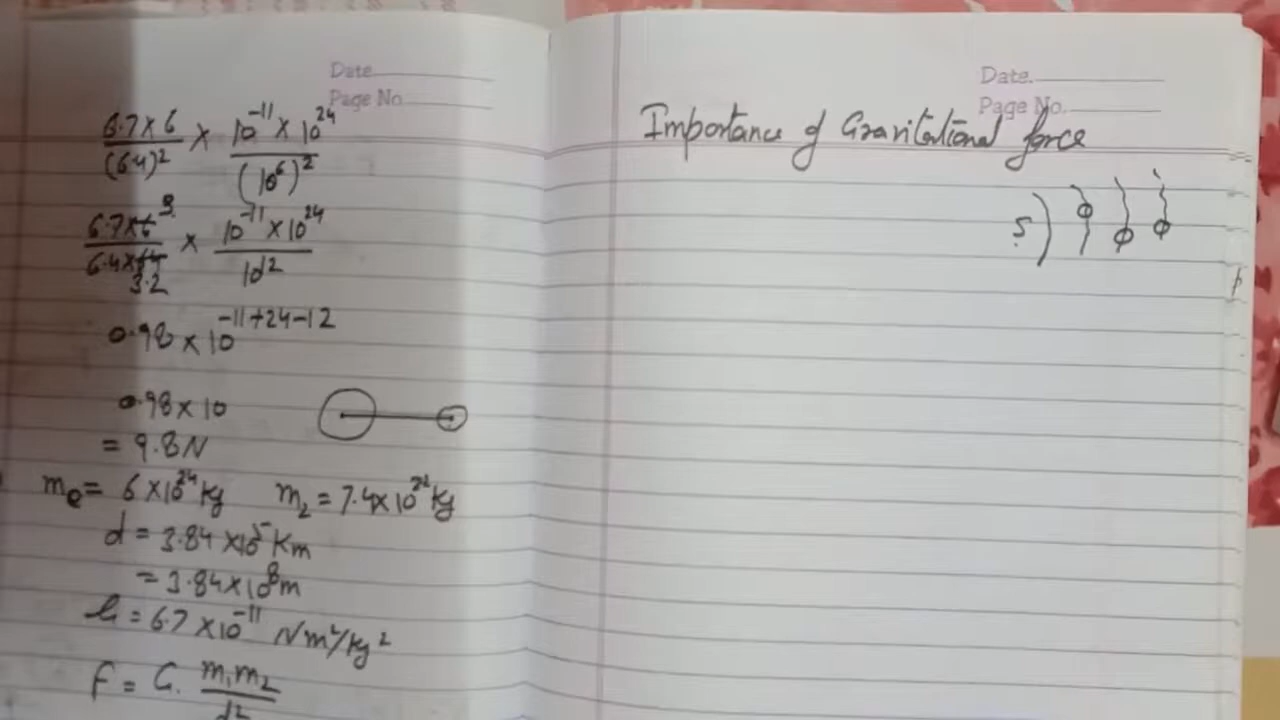 Date
Page No
6.7×6/(6.4)² × 10⁻¹¹ × 10²⁴/(10⁶)²
6.7×6 3/6.4×6.4 3.2 × 10⁻¹¹ × 10²⁴/10¹²
0.98 × 10⁻¹¹⁺²⁴⁻¹²
0.98 × 10
= 9.8 N
me = 6 × 10²⁴ kg m₂ = 7.4 × 10²² kg
d = 3.84 × 10⁵ Km
= 3.84 × 10⁸ m
G = 6.7 × 10⁻¹¹ Nm²/kg²
F = G. m₁m₂/d²
Date.
Page No.
Importance of Gravitational force